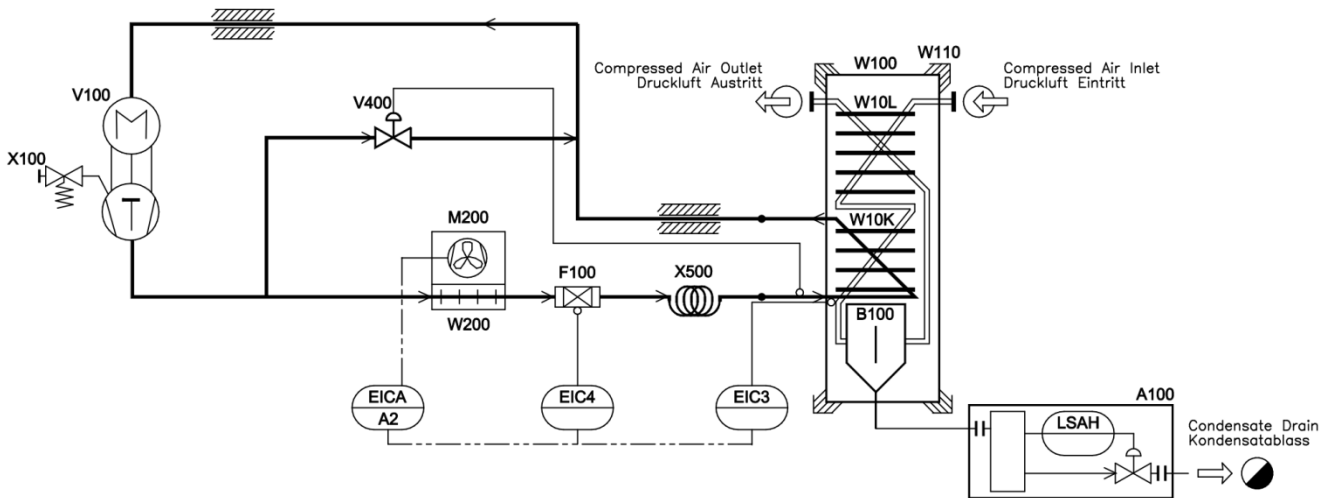 W110
W100
Compressed Air Outlet
Druckluft Austritt
Compressed Air Inlet
Druckluft Eintritt
V100
V400
W10L
X100
M200
W10K
F100
X500
W200
B100
EICA
A2
EIC4
EIC3
A100
LSAH
Condensate Drain
Kondensatablass